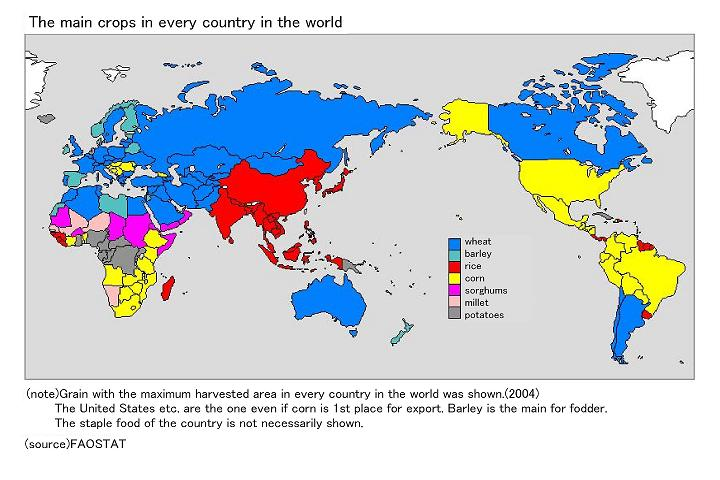 The main crops in every country in the world
wheat
barley
rice
corn
sorghums
millet
potatoes
(note)Grain with the maximum harvested area in every country in the world was shown.(2004)
The United States etc. are the one even if corn is 1st place for export. Barley is the main for fodder.
The staple food of the country is not necessarily shown.
(source)FAOSTAT